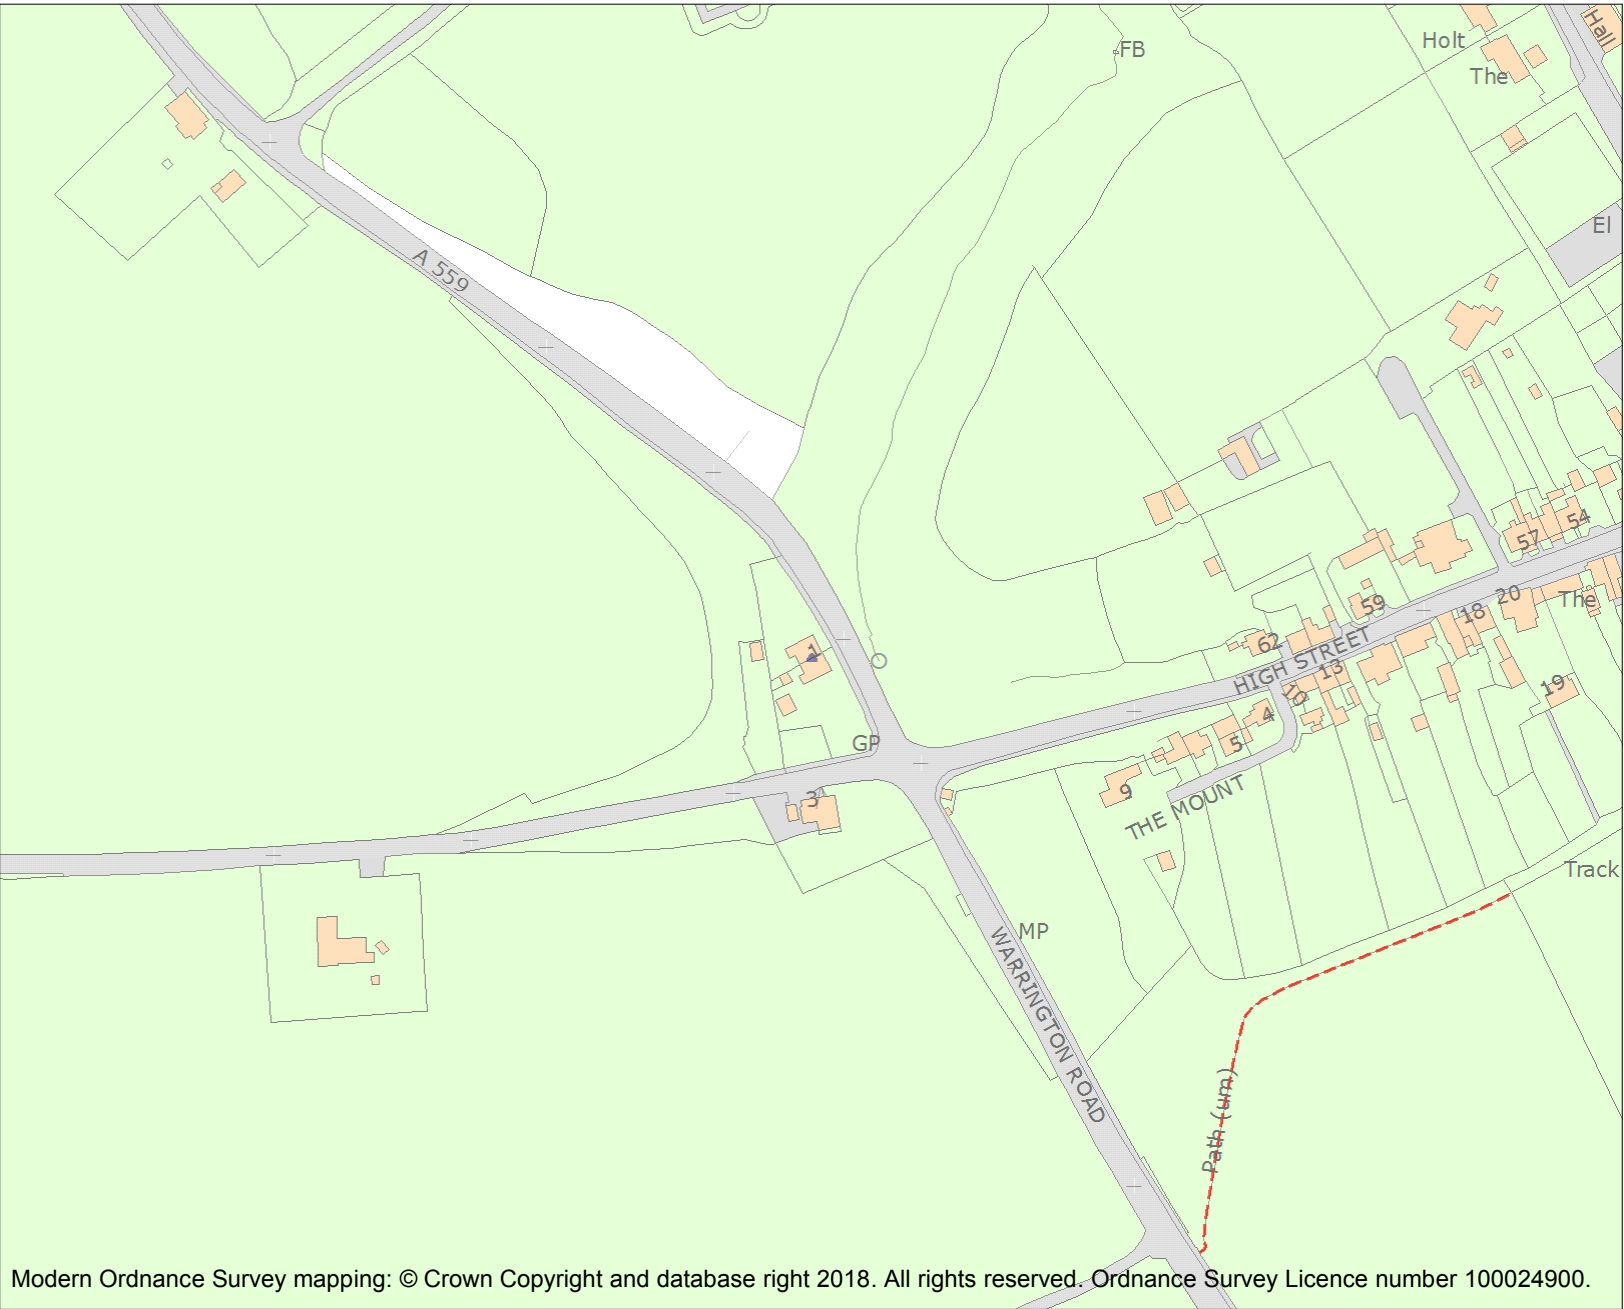 Hall
Holt
FB
The
El
A 559
54
57
20
The
59
18
62
HIGH STREET
13
1
19
10
4
GP
5
9
3
THE MOUNT
Track
MP
WARRINGTON ROAD
Path (um)
Modern Ordnance Survey mapping: © Crown Copyright and database right 2018. All rights reserved. Ordnance Survey Licence number 100024900.